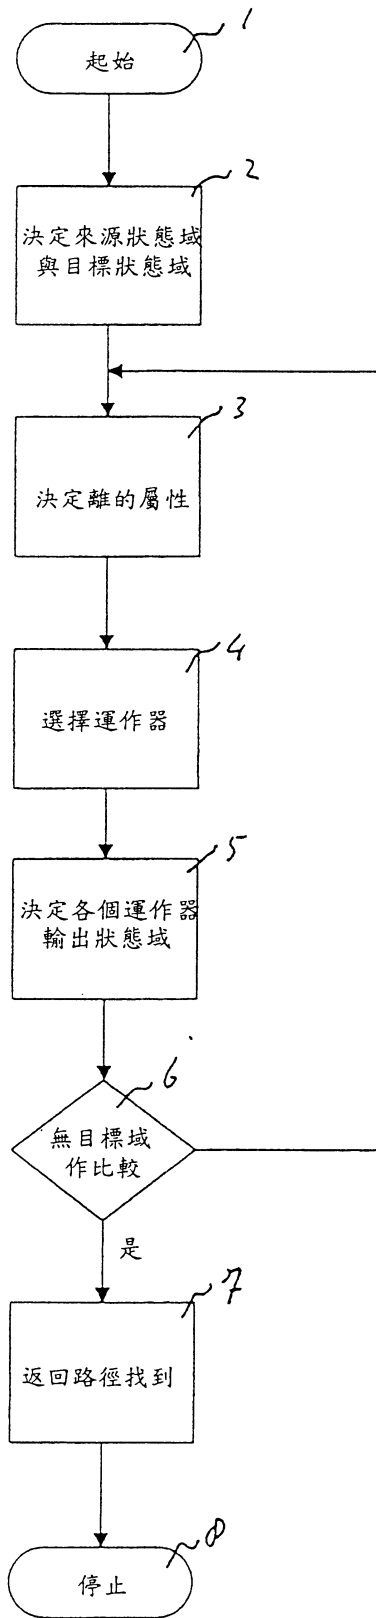 1
起始
2
決定來源狀態域
與目標狀態域
3
決定離的屬性
4
選擇運作器
5
決定各個運作器
輸出狀態域
6
無目標域
作比較
是
7
返回路徑找到
8
停止